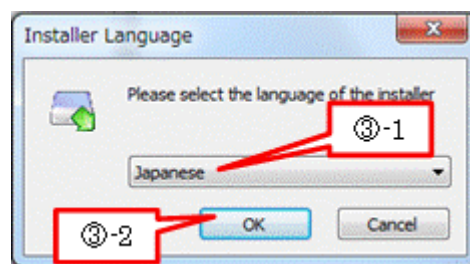 Installer Language
Please select the language of the installer
③-1
Japanese
③-2
OK
Cancel